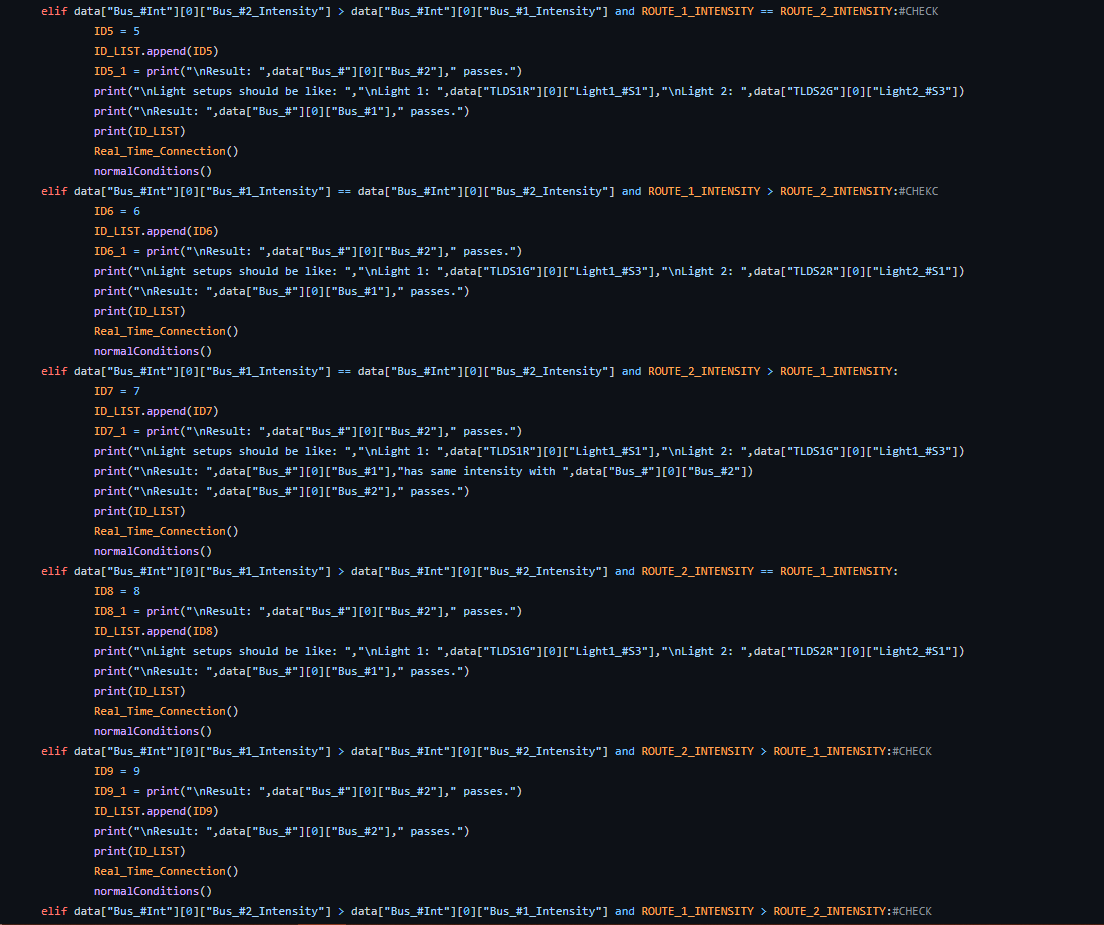 elif data["Bus_#Int"][0]["Bus_#2_Intensity"] > data["Bus_#Int"][0]["Bus_#1_Intensity"] and ROUTE_1_INTENSITY == ROUTE_2_INTENSITY:#CHECK
ID5 = 5
ID_LIST.append(ID5)
ID5_1 = print("\nResult: ",data["Bus_#"][0]["Bus_#2"]," passes.")
print("\nLight setups should be like: ","\nLight 1: ",data["TLDS1R"][0]["Light1_#S1"],"\nLight 2: ",data["TLDS2G"][0]["Light2_#S3"])
print("\nResult: ",data["Bus_#"][0]["Bus_#1"]," passes.")
print(ID_LIST)
Real_Time_Connection()
normalConditions()
elif data["Bus_#Int"][0]["Bus_#1_Intensity"] == data["Bus_#Int"][0]["Bus_#2_Intensity"] and ROUTE_1_INTENSITY > ROUTE_2_INTENSITY:#CHEKC
ID6 = 6
ID_LIST.append(ID6)
ID6_1 = print("\nResult: ",data["Bus_#"][0]["Bus_#2"]," passes.")
print("\nLight setups should be like: ","\nLight 1: ",data["TLDS1G"][0]["Light1_#S3"],"\nLight 2: ",data["TLDS2R"][0]["Light2_#S1"])
print("\nResult: ",data["Bus_#"][0]["Bus_#1"]," passes.")
print(ID_LIST)
Real_Time_Connection()
normalConditions()
elif data["Bus_#Int"][0]["Bus_#1_Intensity"] == data["Bus_#Int"][0]["Bus_#2_Intensity"] and ROUTE_2_INTENSITY > ROUTE_1_INTENSITY:
ID7 = 7
ID_LIST.append(ID7)
ID7_1 = print("\nResult: ",data["Bus_#"][0]["Bus_#2"]," passes.")
print("\nLight setups should be like: ","\nLight 1: ",data["TLDS1R"][0]["Light1_#S1"],"\nLight 2: ",data["TLDS1G"][0]["Light1_#S3"])
print("\nResult: ",data["Bus_#"][0]["Bus_#1"],"has same intensity with ",data["Bus_#"][0]["Bus_#2"])
print("\nResult: ",data["Bus_#"][0]["Bus_#2"]," passes.")
print(ID_LIST)
Real_Time_Connection()
normalConditions()
elif data["Bus_#Int"][0]["Bus_#1_Intensity"] > data["Bus_#Int"][0]["Bus_#2_Intensity"] and ROUTE_2_INTENSITY == ROUTE_1_INTENSITY:
ID8 = 8
ID8_1 = print("\nResult: ",data["Bus_#"][0]["Bus_#2"]," passes.")
ID_LIST.append(ID8)
print("\nLight setups should be like: ","\nLight 1: ",data["TLDS1G"][0]["Light1_#S3"],"\nLight 2: ",data["TLDS2R"][0]["Light2_#S1"])
print("\nResult: ",data["Bus_#"][0]["Bus_#1"]," passes.")
print(ID_LIST)
Real_Time_Connection()
normalConditions()
elif data["Bus_#Int"][0]["Bus_#1_Intensity"] > data["Bus_#Int"][0]["Bus_#2_Intensity"] and ROUTE_2_INTENSITY > ROUTE_1_INTENSITY:#CHECK
ID9 = 9
ID9_1 = print("\nResult: ",data["Bus_#"][0]["Bus_#2"]," passes.")
ID_LIST.append(ID9)
print("\nResult: ",data["Bus_#"][0]["Bus_#2"]," passes.")
print(ID_LIST)
Real_Time_Connection()
normalConditions()
elif data["Bus_#Int"][0]["Bus_#2_Intensity"] > data["Bus_#Int"][0]["Bus_#1_Intensity"] and ROUTE_1_INTENSITY > ROUTE_2_INTENSITY:#CHECK